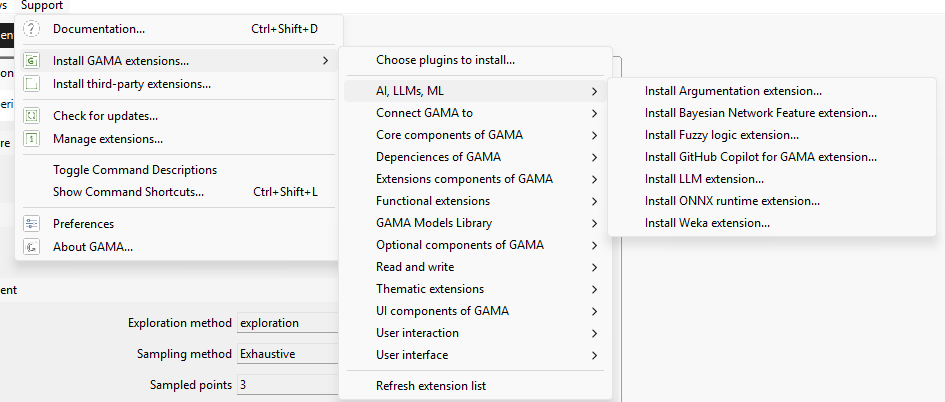 ws Support
Documentation... Ctrl+Shift+D
Install GAMA extensions...
Install third-party extensions...
Check for updates...
Manage extensions...
Toggle Command Descriptions
Show Command Shortcuts... Ctrl+Shift+L
Preferences
About GAMA...
Choose plugins to install...
AI, LLMs, ML
Connect GAMA to
Core components of GAMA
Depenciences of GAMA
Extensions components of GAMA
Functional extensions
GAMA Models Library
Optional components of GAMA
Read and write
Thematic extensions
UI components of GAMA
User interaction
User interface
Refresh extension list
Install Argumentation extension...
Install Bayesian Network Feature extension...
Install Fuzzy logic extension...
Install GitHub Copilot for GAMA extension...
Install LLM extension...
Install ONNX runtime extension...
Install Weka extension...
ent
Exploration method exploration
Sampling method Exhaustive
Sampled points 3